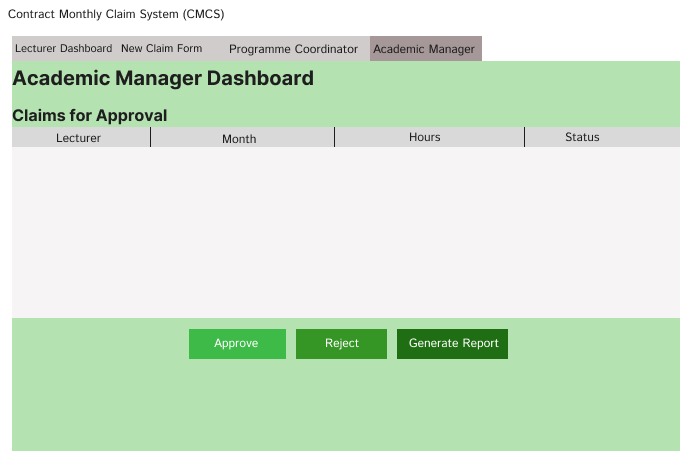 Contract Monthly Claim System (CMCS)
Lecturer Dashboard New Claim Form Programme Coordinator Academic Manager
Academic Manager Dashboard
Claims for Approval
Lecturer Month Hours Status
Approve Reject Generate Report